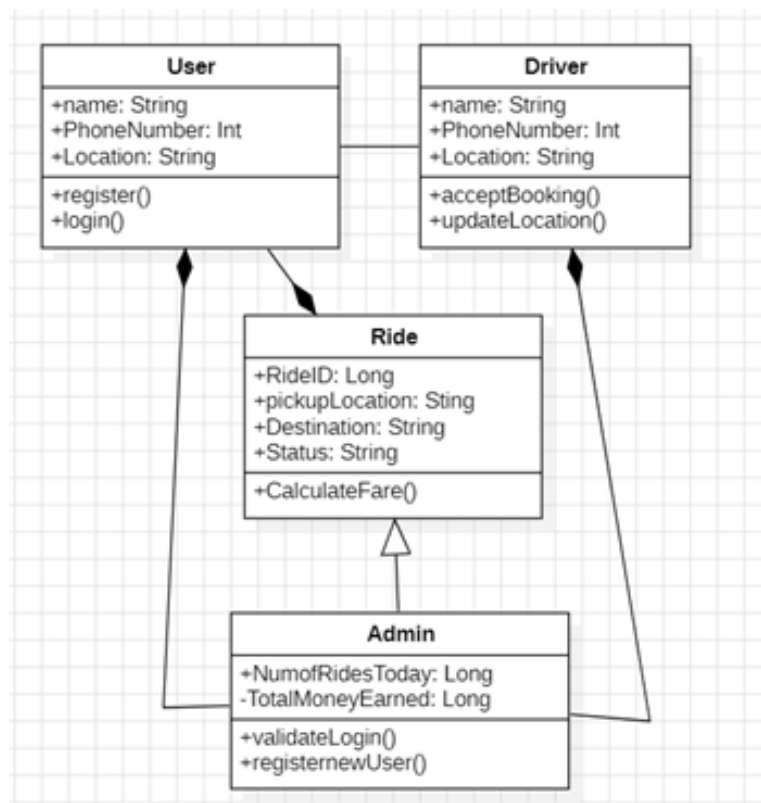 User
+name: String
+PhoneNumber: Int
+Location: String
+register()
+login()
Driver
+name: String
+PhoneNumber: Int
+Location: String
+acceptBooking()
+updateLocation()
Ride
+RideID: Long
+pickupLocation: Sting
+Destination: String
+Status: String
+CalculateFare()
Admin
+NumofRidesToday: Long
-TotalMoneyEarned: Long
+validateLogin()
+registernewUser()